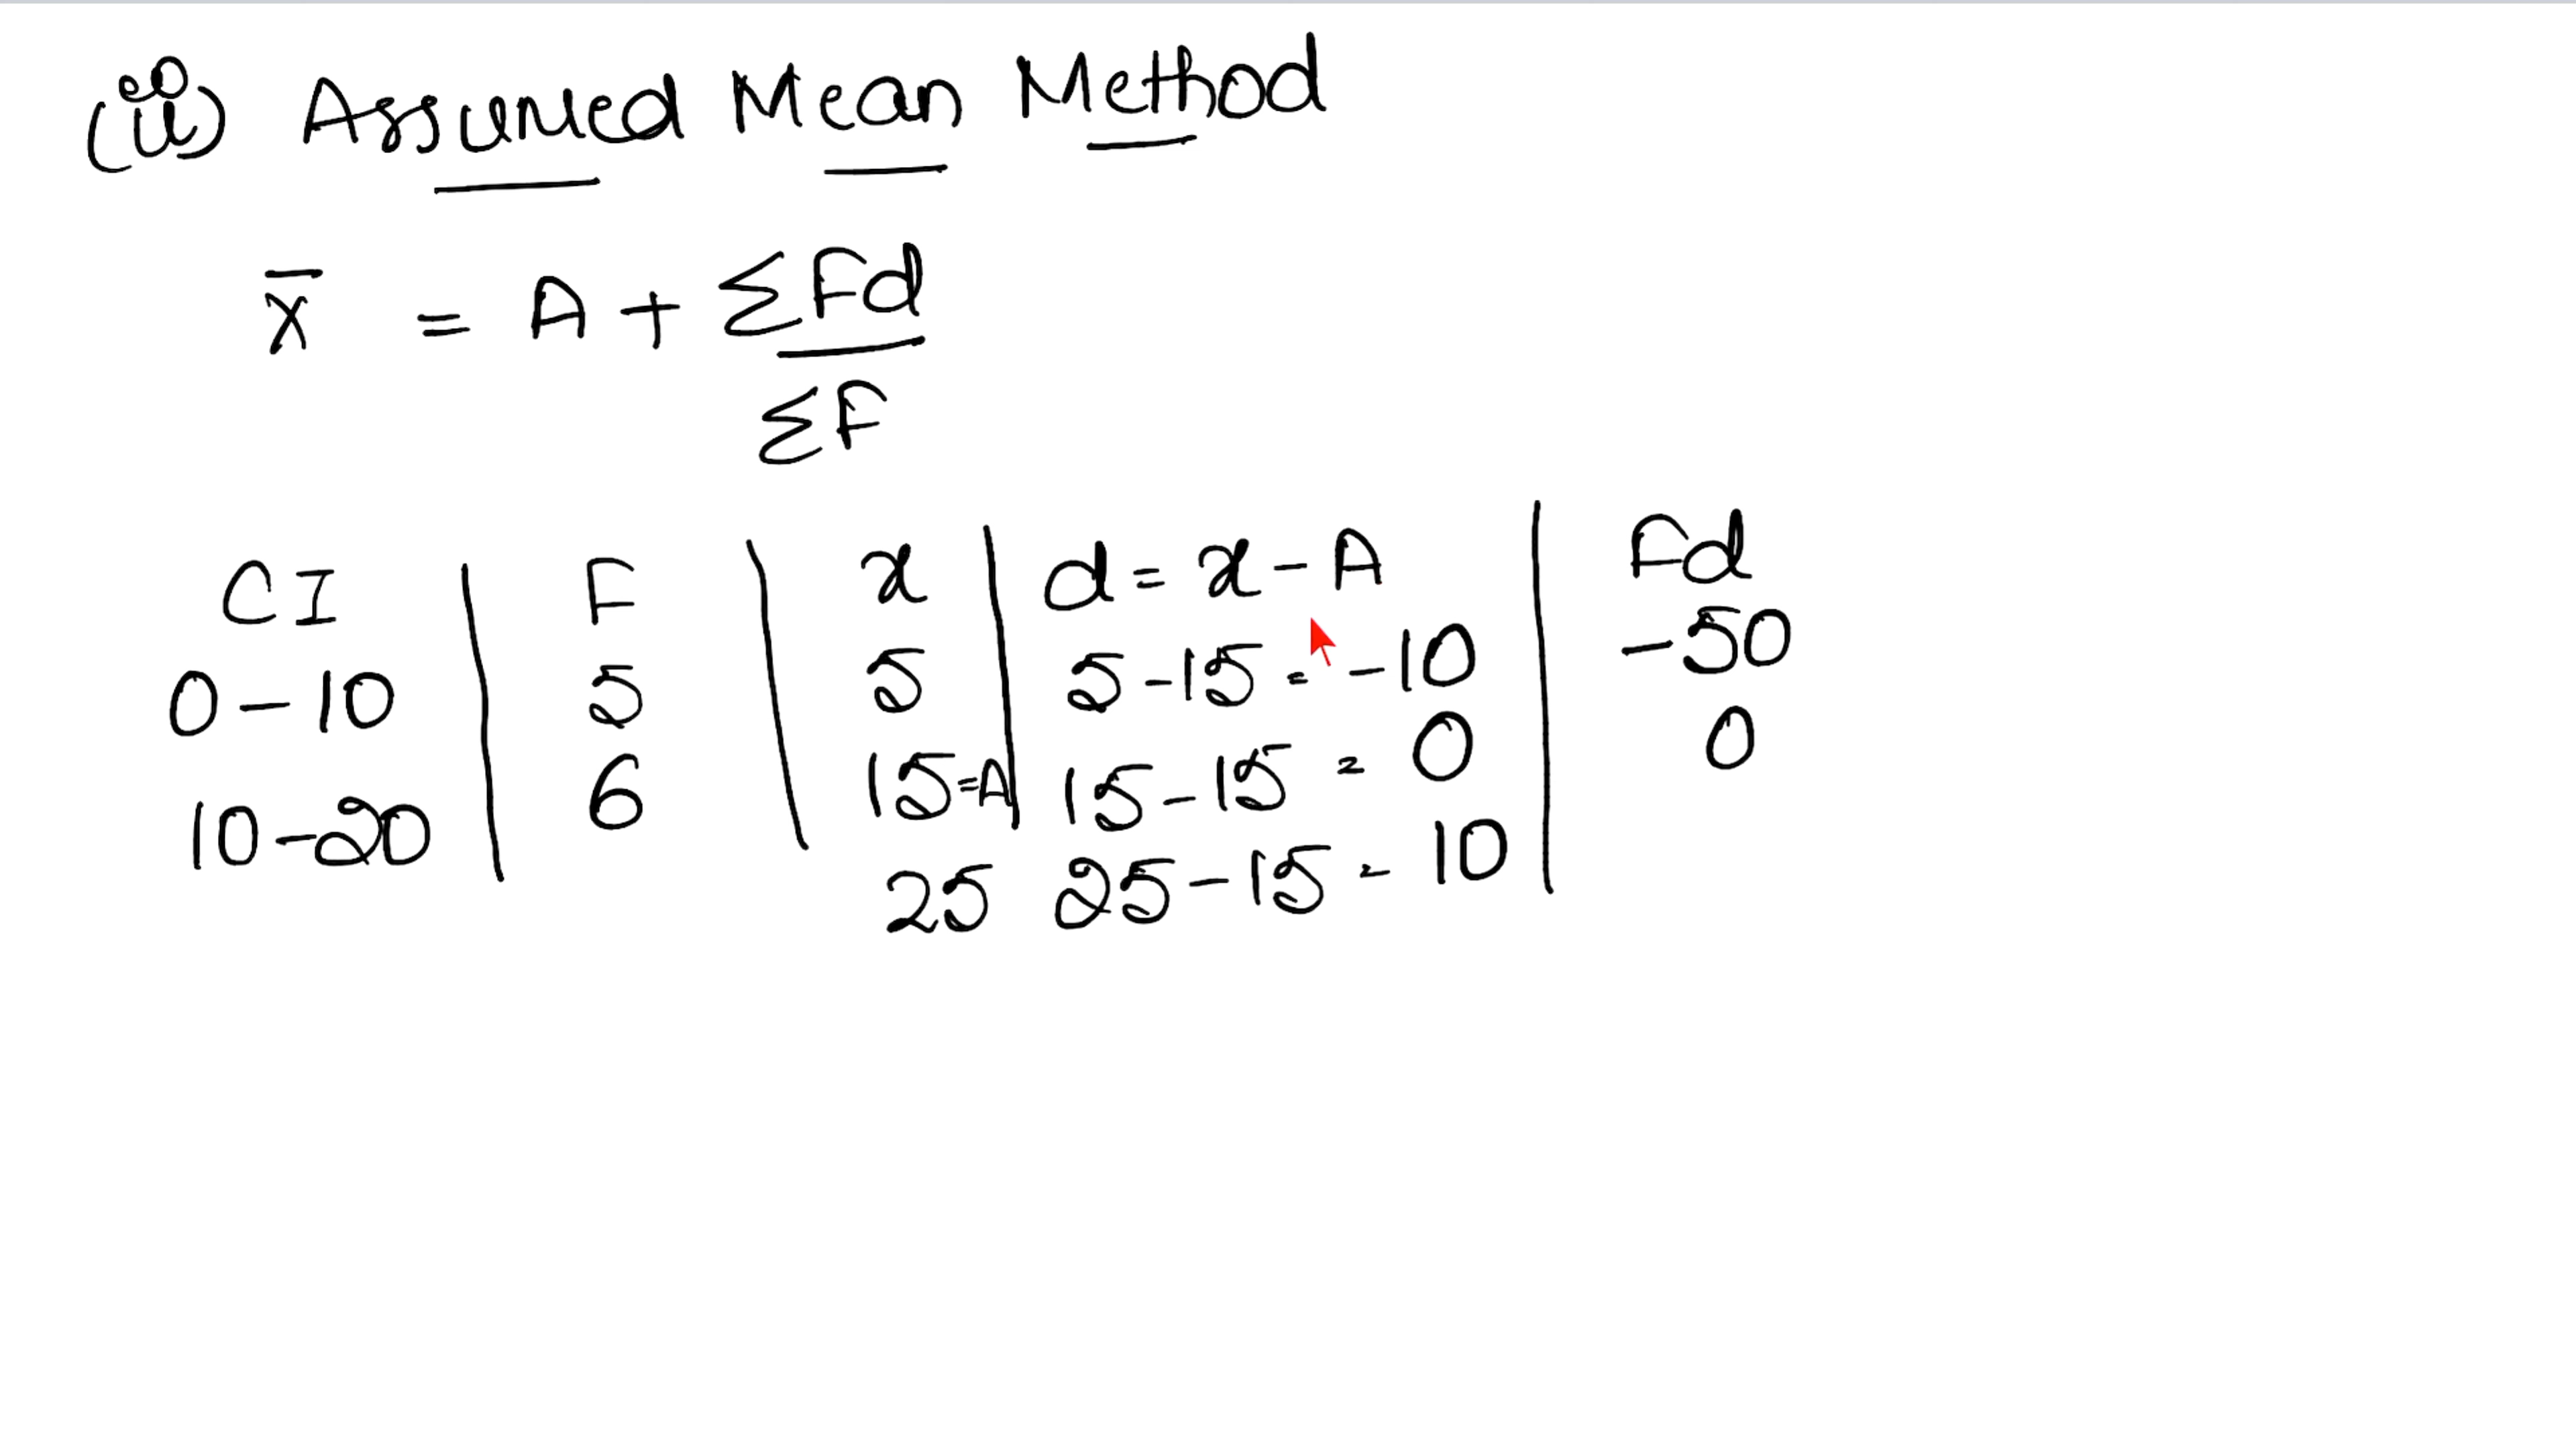 (ii) Assumed Mean Method
x̄ = A + ΣFd
ΣF
CI | F | x | d = x - A | Fd
0-10 | 5 | 5 | 5-15 = -10 | -50
10-20 | 6 | 15=A | 15-15 = 0 | 0
25 25-15 = 10